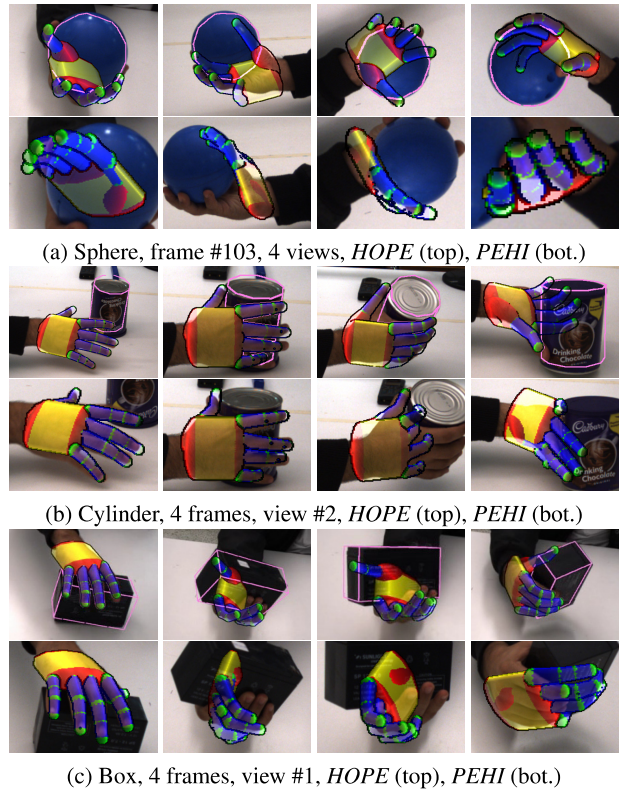 (a) Sphere, frame #103, 4 views, HOPE (top), PEHI (bot.)
Cadbury
Drinking
Chocolate
Cadbury
Drinking
Chocolate
(b) Cylinder, 4 frames, view #2, HOPE (top), PEHI (bot.)
(c) Box, 4 frames, view #1, HOPE (top), PEHI (bot.)